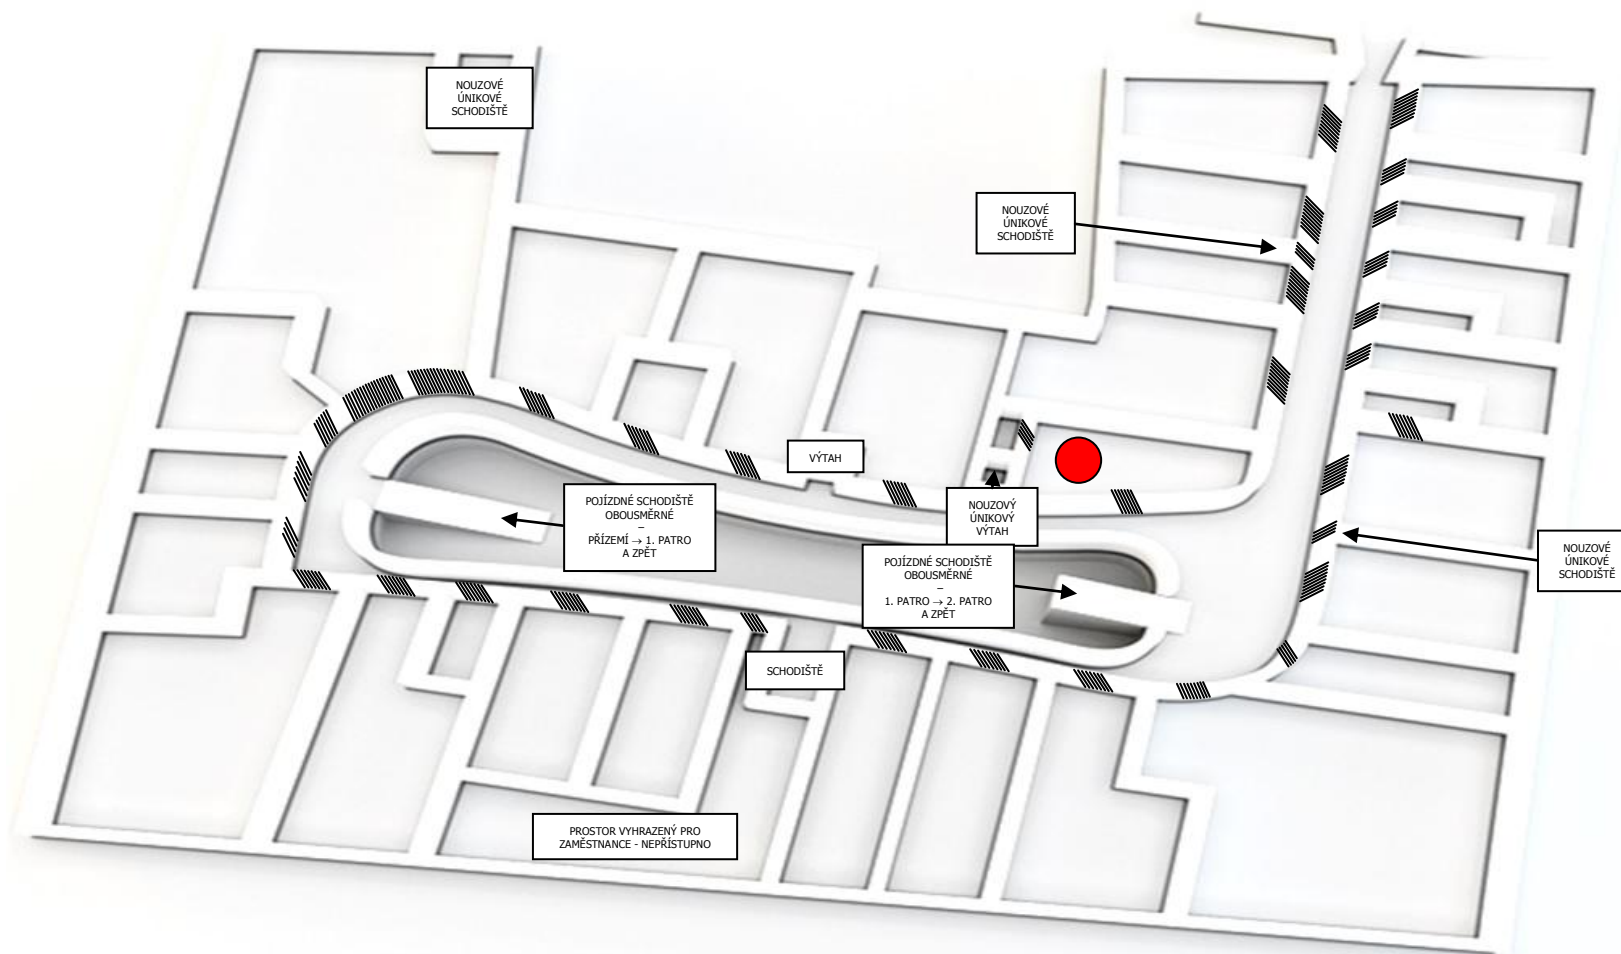 NOUZOVÉ
ÚNIKOVÉ
SCHODIŠTĚ
NOUZOVÉ
ÚNIKOVÉ
SCHODIŠTĚ
VÝTAH
POJÍZDNÉ SCHODIŠTĚ
OBOUSMĚRNÉ
–
PŘÍZEMÍ → 1. PATRO
A ZPĚT
NOUZOVÝ
ÚNIKOVÝ
VÝTAH
POJÍZDNÉ SCHODIŠTĚ
OBOUSMĚRNÉ
–
1. PATRO → 2. PATRO
A ZPĚT
NOUZOVÉ
ÚNIKOVÉ
SCHODIŠTĚ
SCHODIŠTĚ
PROSTOR VYHRAZENÝ PRO
ZAMĚSTNANCE - NEPŘÍSTUPNO